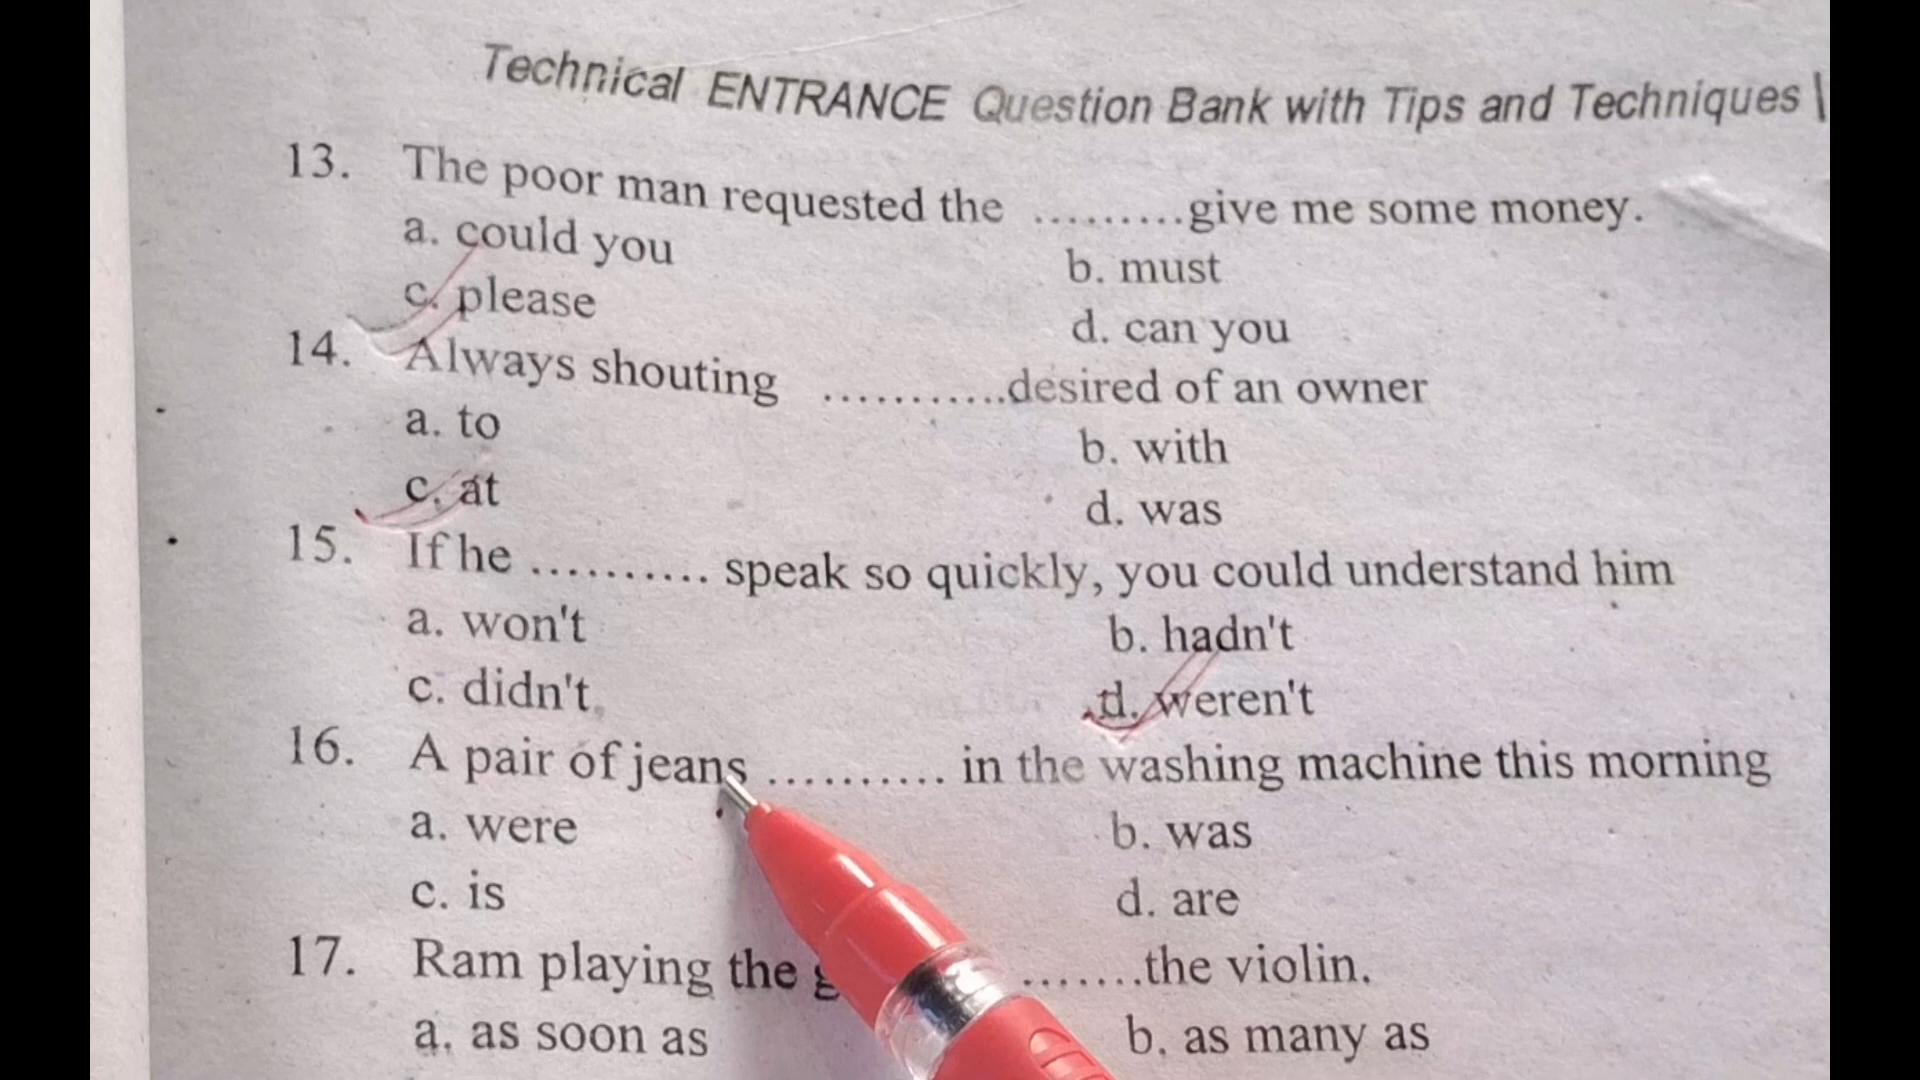 Technical ENTRANCE Question Bank with Tips and Techniques |
13. The poor man requested the .........give me some money.
a. could you b. must
c. please d. can you
14. Always shouting ...........desired of an owner
a. to b. with
c. at d. was
15. If he .......... speak so quickly, you could understand him
a. won't b. hadn't
c. didn't d. weren't
16. A pair of jeans .......... in the washing machine this morning
a. were b. was
c. is d. are
17. Ram playing the .......the violin.
a. as soon as b. as many as